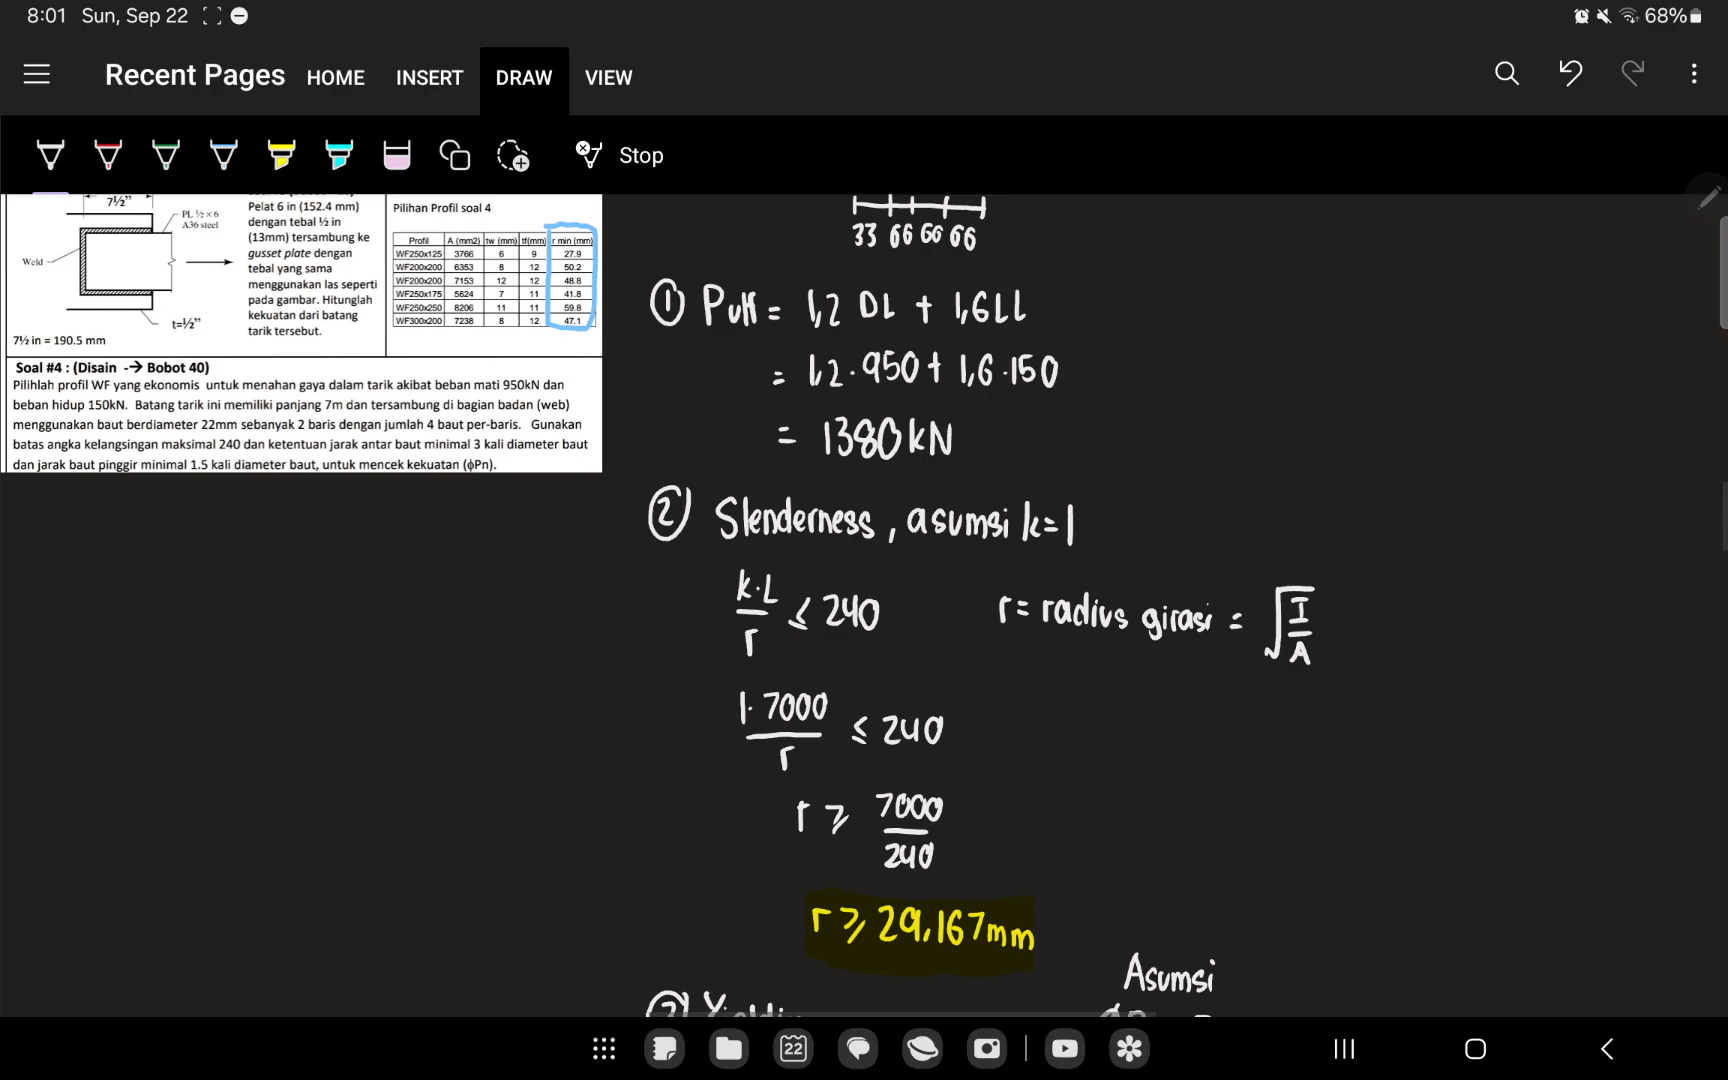 8:01 Sun, Sep 22
68%
Recent Pages HOME INSERT DRAW VIEW
Stop
7½"
PL ½ × 6
A36 steel
Weld
t=½"
7½ in = 190.5 mm
Pelat 6 in (152.4 mm)
dengan tebal ½ in
(13mm) tersambung ke
gusset plate dengan
tebal yang sama
menggunakan las seperti
pada gambar. Hitunglah
kekuatan dari batang
tarik tersebut.
Pilihan Profil soal 4
Profil A (mm2) tw (mm) tf(mm) r min (mm)
WF250x125 3766 6 9 27.9
WF200x200 6353 8 12 50.2
WF200x200 7153 12 12 48.8
WF250x175 5624 7 11 41.8
WF250x250 8206 11 11 59.8
WF300x200 7238 8 12 47.1
Soal #4 : (Disain --> Bobot 40)
Pilihlah profil WF yang ekonomis untuk menahan gaya dalam tarik akibat beban mati 950kN dan
beban hidup 150kN. Batang tarik ini memiliki panjang 7m dan tersambung di bagian badan (web)
menggunakan baut berdiameter 22mm sebanyak 2 baris dengan jumlah 4 baut per-baris. Gunakan
batas angka kelangsingan maksimal 240 dan ketentuan jarak antar baut minimal 3 kali diameter baut
dan jarak baut pinggir minimal 1.5 kali diameter baut, untuk mencek kekuatan (ϕPn).
33 66 66 66
① Pult = 1,2 DL + 1,6LL
= 1,2 · 950 + 1,6 · 150
= 1380 kN
② Slenderness, asumsi k=1
k·L/r ≤ 240 r = radius girasi = √(I/A)
1·7000/r ≤ 240
r ≥ 7000/240
r ≥ 29,167mm
Asumsi
22